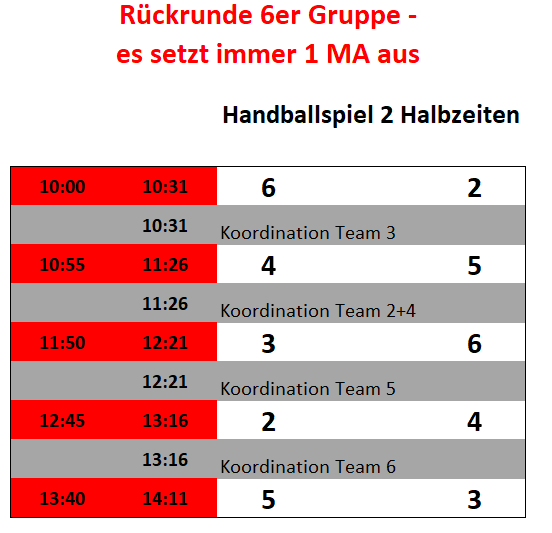 Rückrunde 6er Gruppe -
es setzt immer 1 MA aus
Handballspiel 2 Halbzeiten
10:00 10:31 6 2
10:31 Koordination Team 3
10:55 11:26 4 5
11:26 Koordination Team 2+4
11:50 12:21 3 6
12:21 Koordination Team 5
12:45 13:16 2 4
13:16 Koordination Team 6
13:40 14:11 5 3